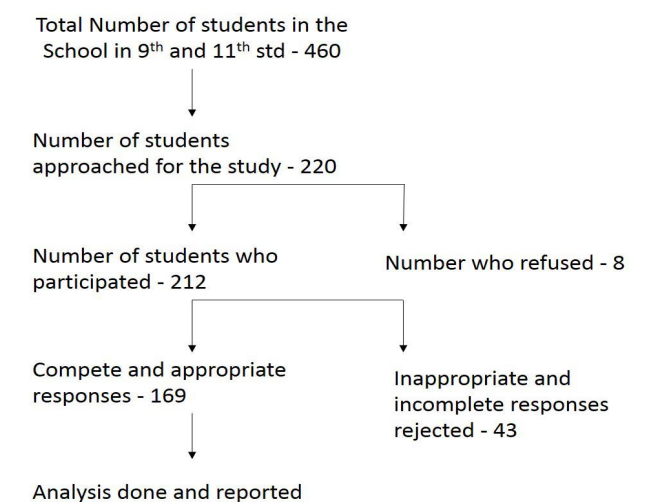 Total Number of students in the
School in 9th and 11th std - 460
Number of students
approached for the study - 220
Number of students who
participated - 212
Number who refused - 8
Compete and appropriate
responses - 169
Inappropriate and
incomplete responses
rejected - 43
Analysis done and reported